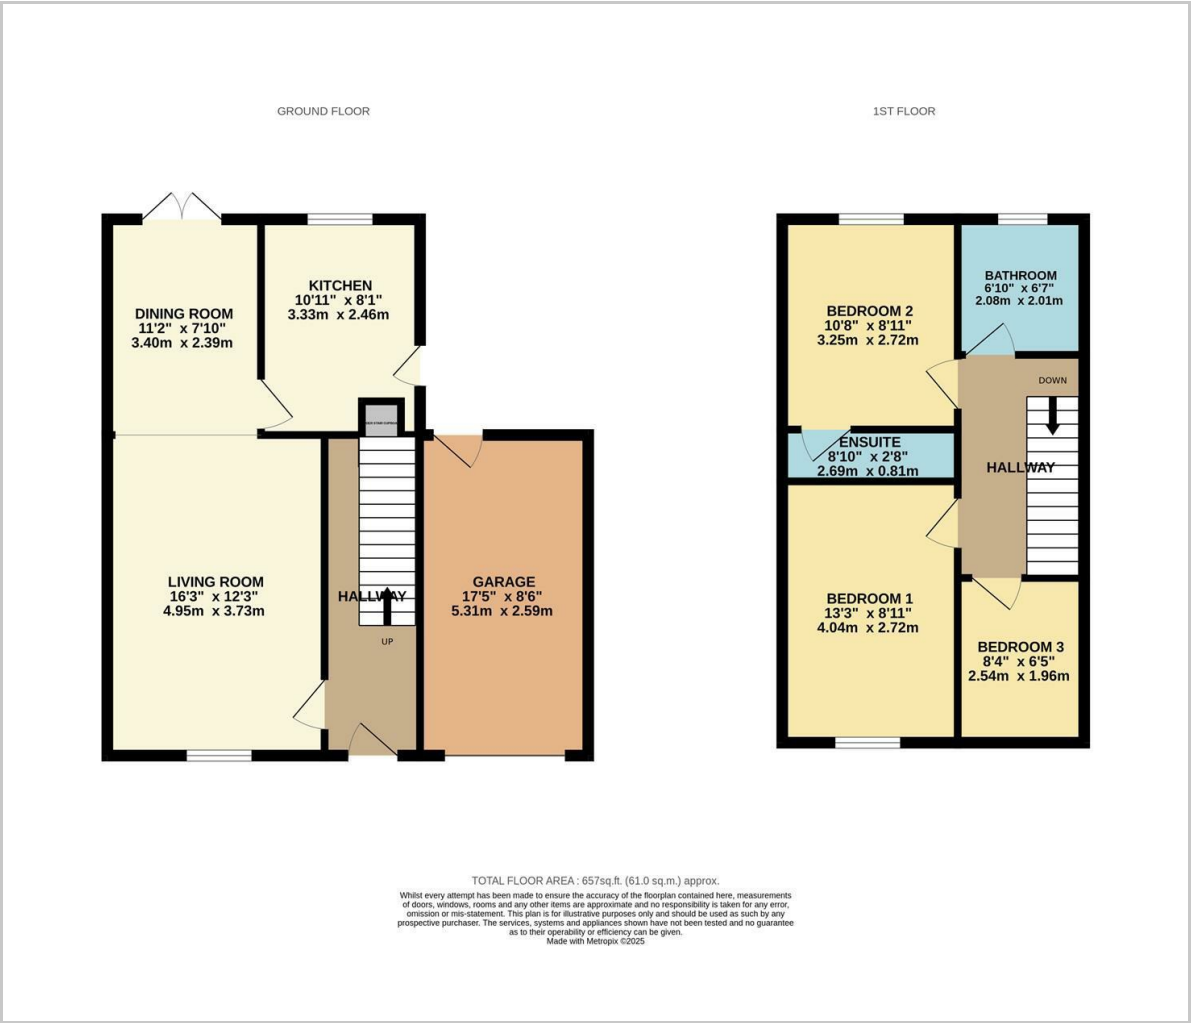 GROUND FLOOR
1ST FLOOR
KITCHEN
10'11" x 8'1"
3.33m x 2.46m
DINING ROOM
11'2" x 7'10"
3.40m x 2.39m
LIVING ROOM
16'3" x 12'3"
4.95m x 3.73m
HALLWAY
UP
GARAGE
17'5" x 8'6"
5.31m x 2.59m
BEDROOM 2
10'8" x 8'11"
3.25m x 2.72m
BATHROOM
6'10" x 6'7"
2.08m x 2.01m
DOWN
ENSUITE
8'10" x 2'8"
2.69m x 0.81m
HALLWAY
BEDROOM 1
13'3" x 8'11"
4.04m x 2.72m
BEDROOM 3
8'4" x 6'5"
2.54m x 1.96m
TOTAL FLOOR AREA : 657sq.ft. (61.0 sq.m.) approx.
Whilst every attempt has been made to ensure the accuracy of the floorplan contained here, measurements
of doors, windows, rooms and any other items are approximate and no responsibility is taken for any error,
omission or mis-statement. This plan is for illustrative purposes only and should be used as such by any
prospective purchaser. The services, systems and appliances shown have not been tested and no guarantee
as to their operability or efficiency can be given.
Made with Metropix ©2025